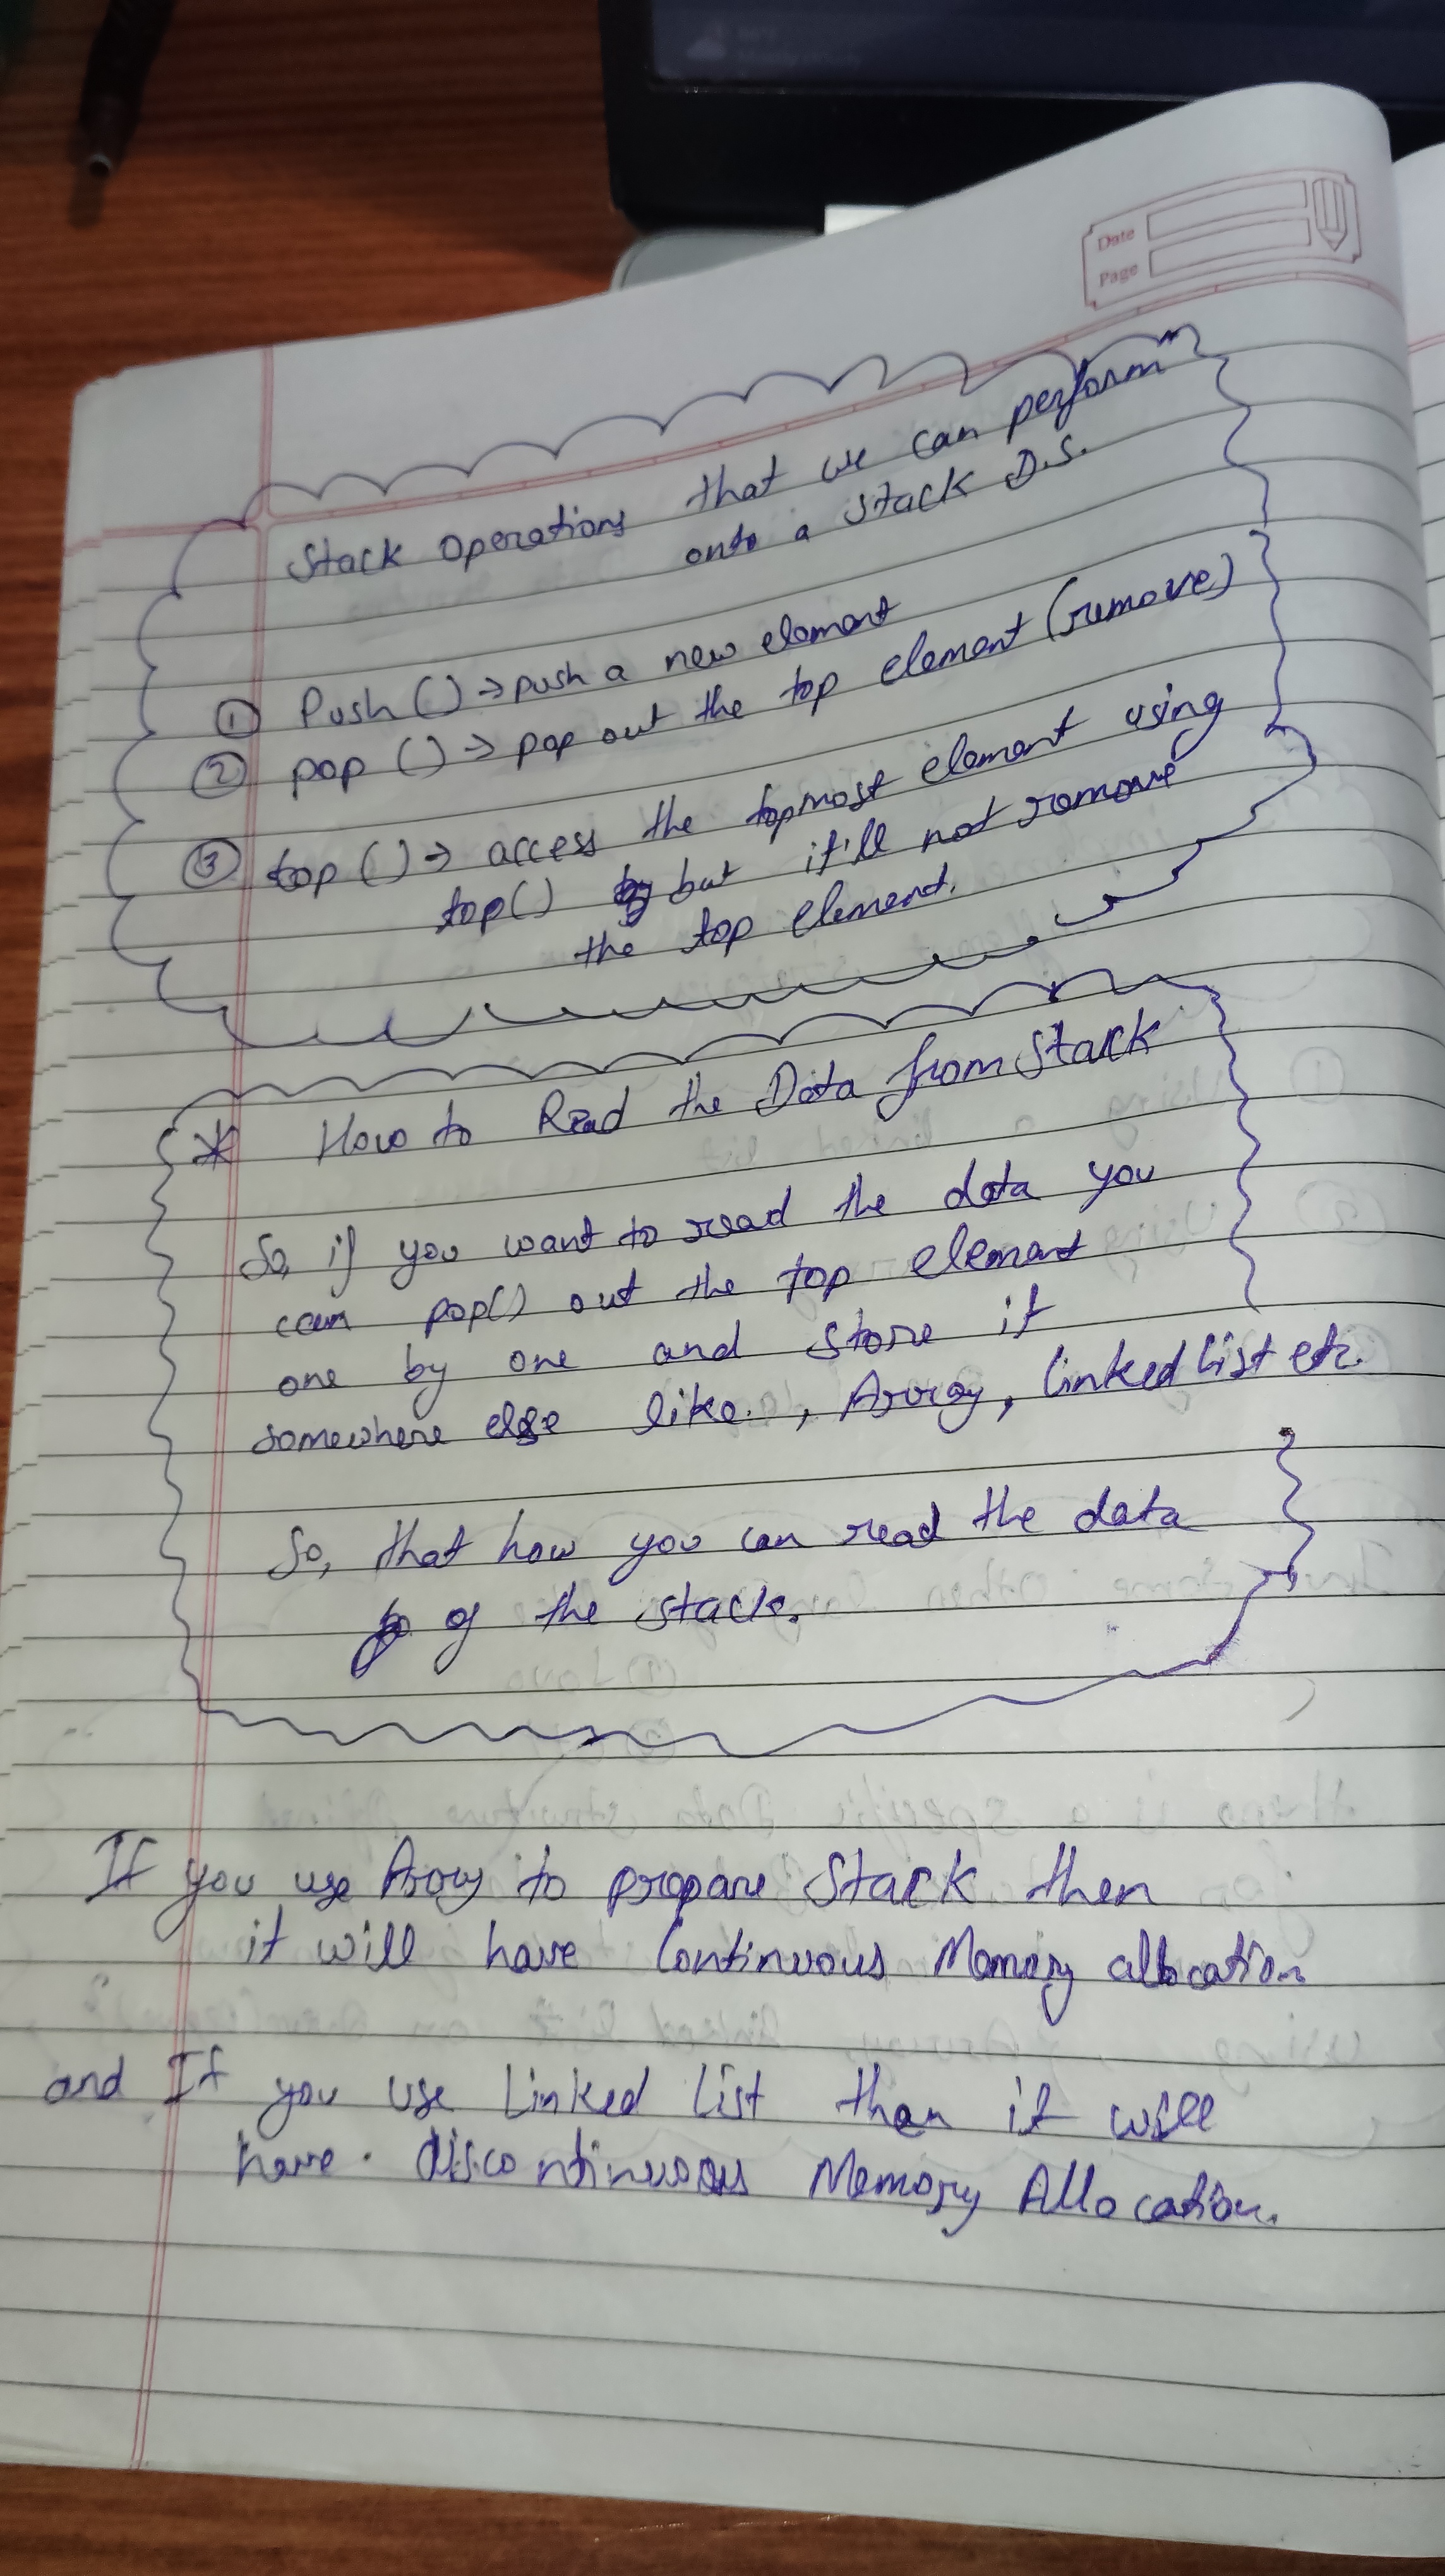 Date
Page
Stack Operations that we can perform
onto a Stack D.S.
① Push () → push a new element
② pop () → pop out the top element (remove)
③ top () → access the topmost element using
top() but it'll not remove
the top element.
* How to Read the Data from Stack
So, if you want to read the data you
can pop() out the top element
one by one and store it
somewhere else like. , Array, linked list etc.
So, that how you can read the data
of the stack.
If you use Array to prepare Stack then
it will have Continuous Memory allocation
and If you use Linked List then it will
have. discontinuous Memory Allocation.